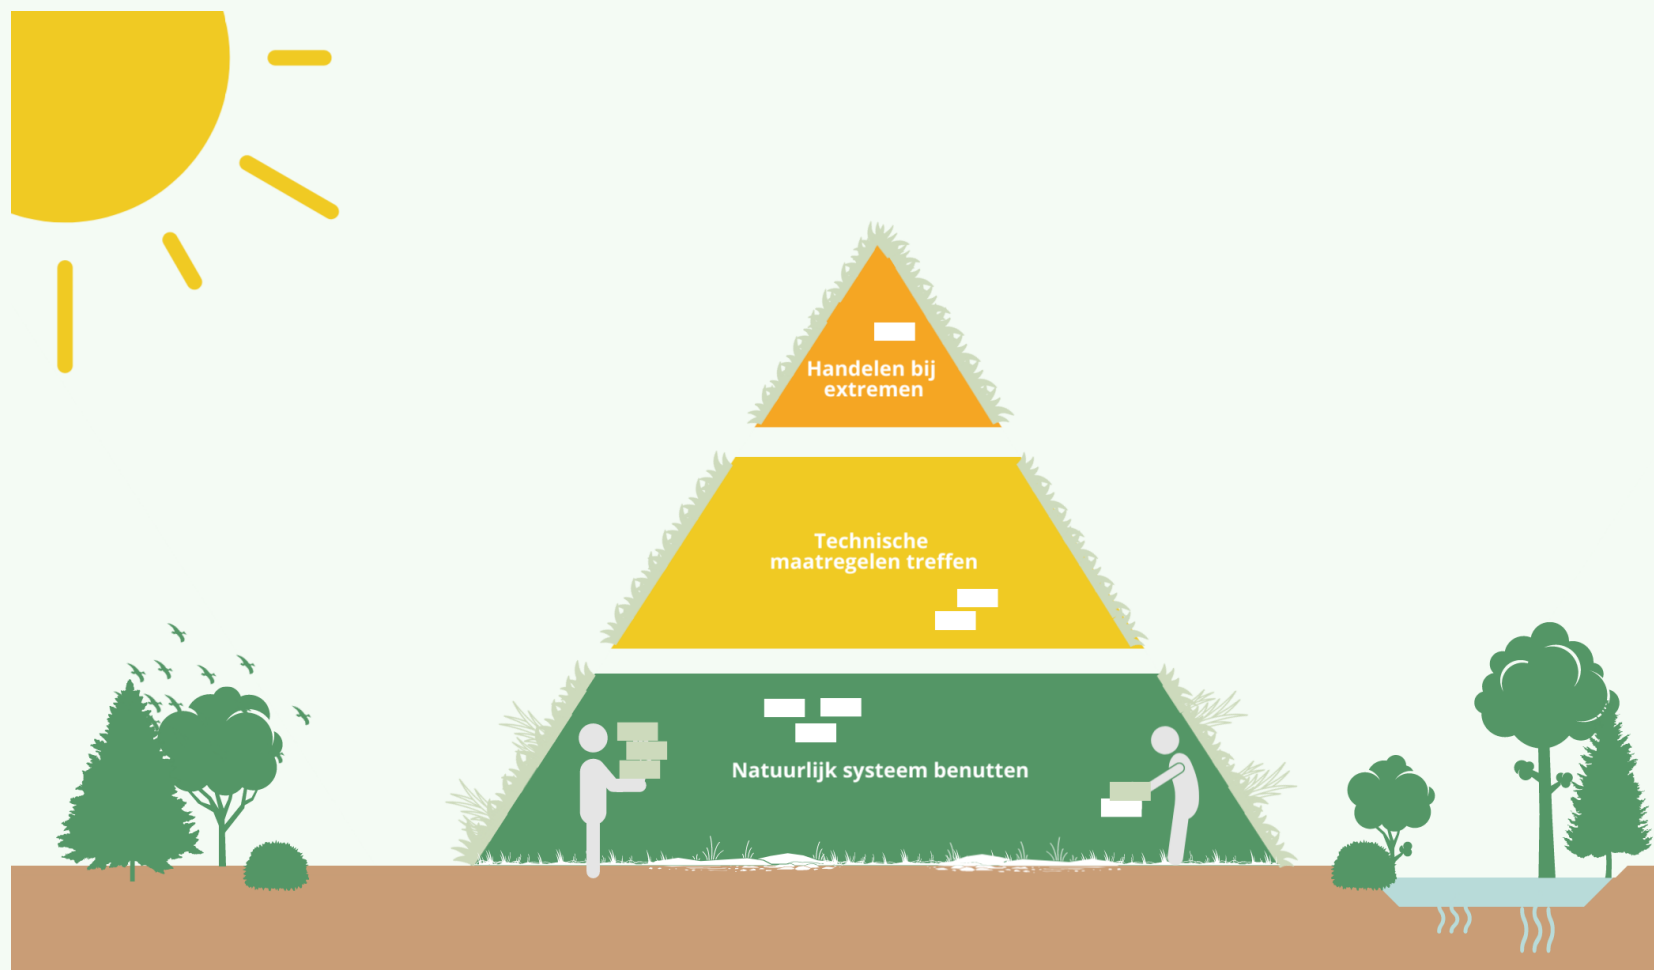 Handelen bij
extremen
Technische
maatregelen treffen
Natuurlijk systeem benutten